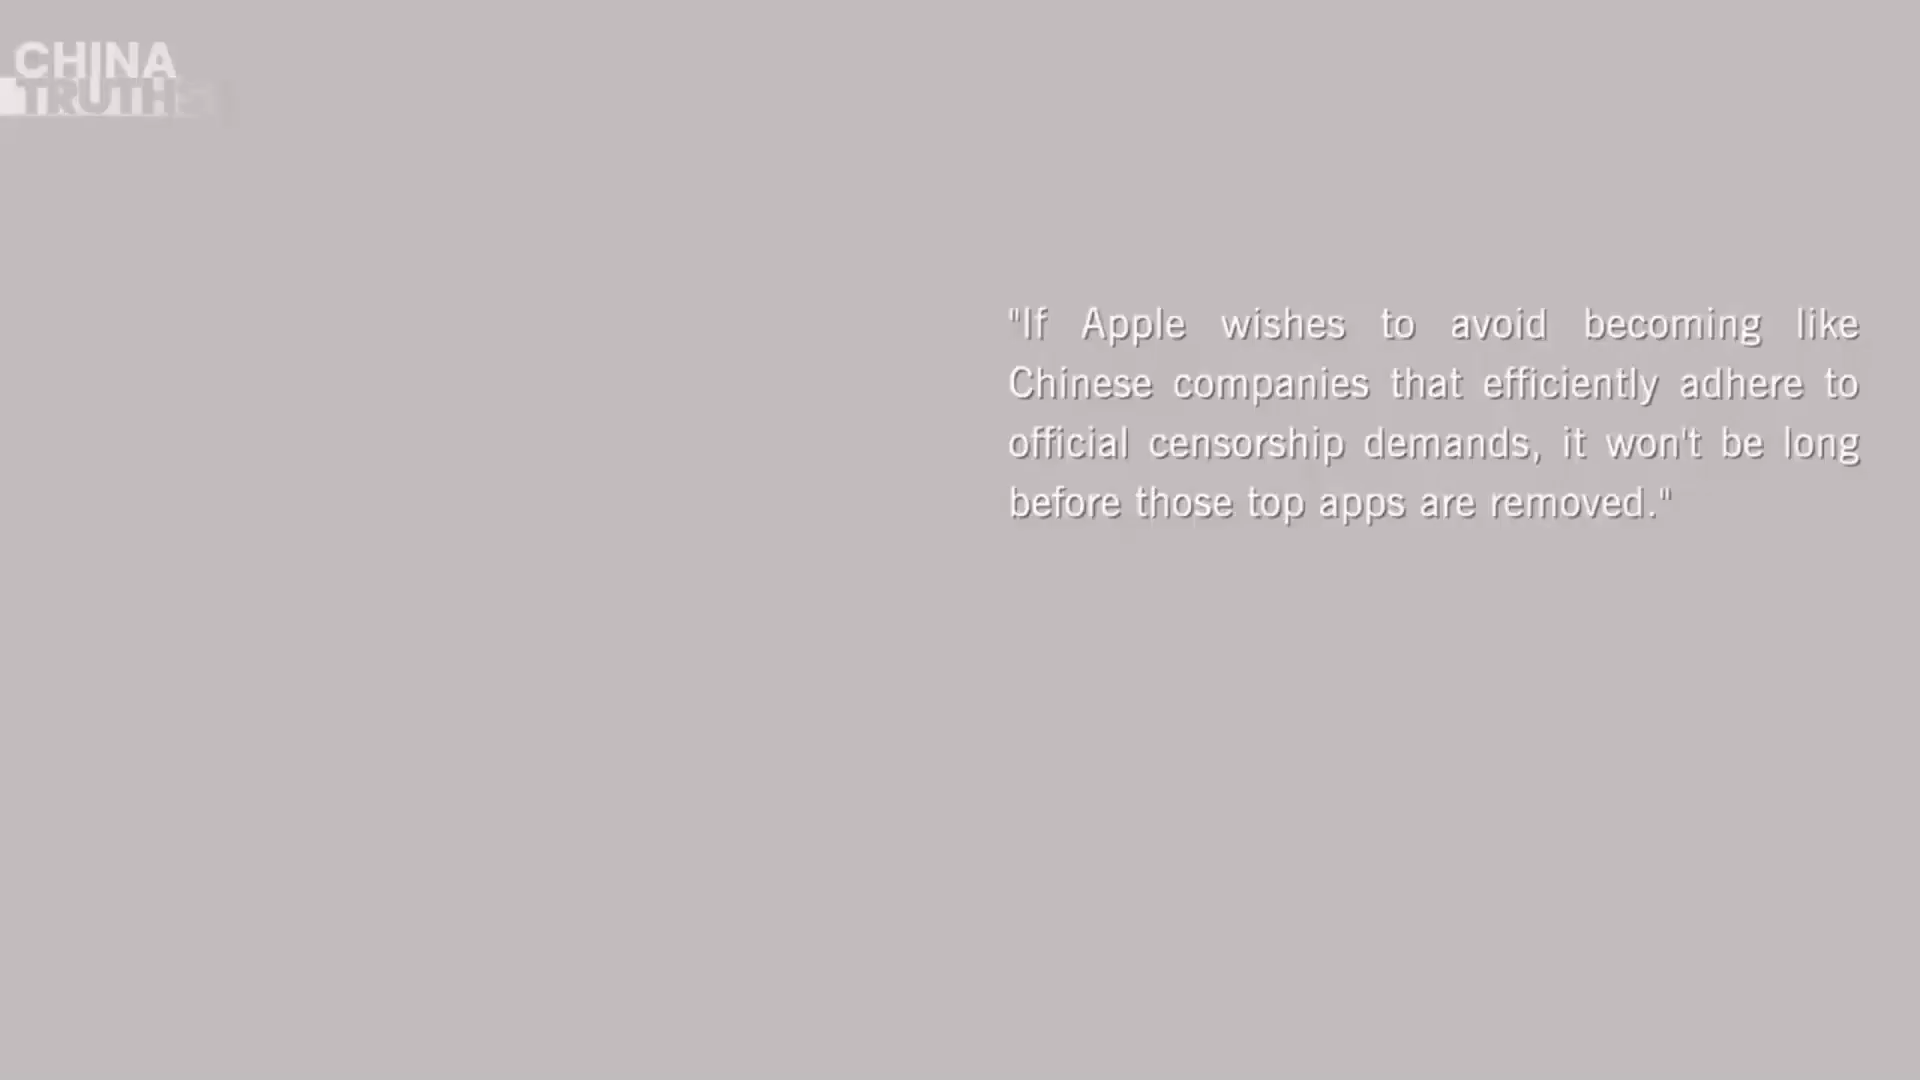 CHINA
TRUTHS
"If Apple wishes to avoid becoming like
Chinese companies that efficiently adhere to
official censorship demands, it won't be long
before those top apps are removed."